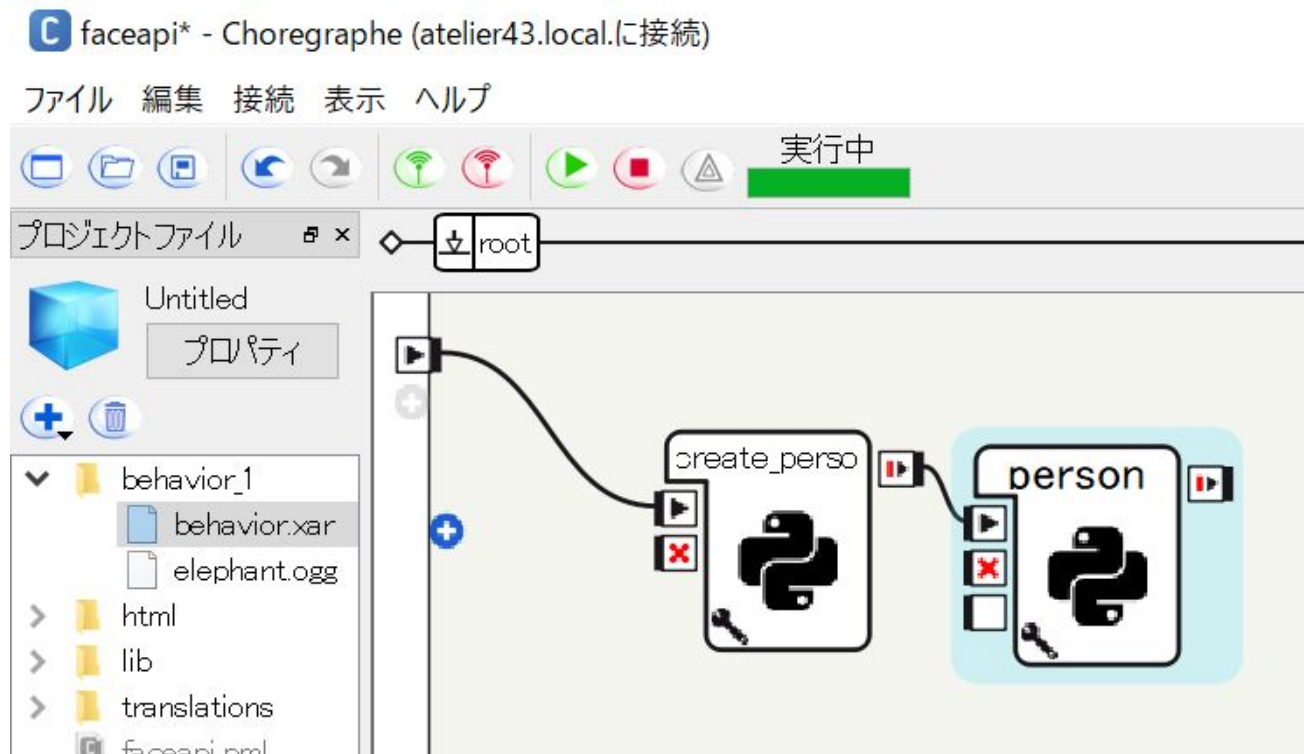 faceapi* - Choregraphe (atelier43.local.に接続)
ファイル 編集 接続 表示 ヘルプ
実行中
プロジェクトファイル
root
Untitled
プロパティ
behavior_1
behavior.xar
elephant.ogg
html
lib
translations
faceapi.pml
create_perso
person